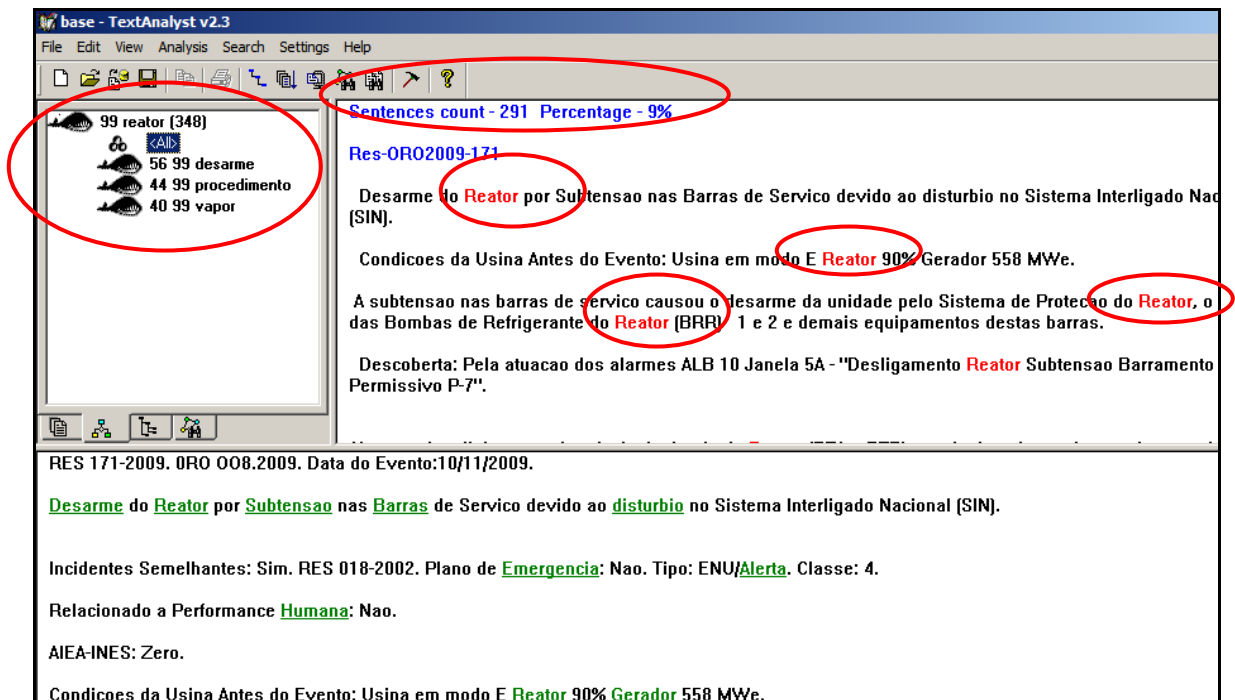 base - TextAnalyst v2.3
File Edit View Analysis Search Settings Help
99 reator (348)
<All>
56 99 desarme
44 99 procedimento
40 99 vapor
Sentences count - 291 Percentage - 9%
Res-ORO2009-171
Desarme do Reator por Subtensao nas Barras de Servico devido ao disturbio no Sistema Interligado Nac
(SIN).
Condicoes da Usina Antes do Evento: Usina em modo E Reator 90% Gerador 558 MWe.
A subtensao nas barras de servico causou o desarme da unidade pelo Sistema de Protecao do Reator, o
das Bombas de Refrigerante do Reator (BRR) 1 e 2 e demais equipamentos destas barras.
Descoberta: Pela atuacao dos alarmes ALB 10 Janela 5A - "Desligamento Reator Subtensao Barramento
Permissivo P-7".
RES 171-2009. 0RO OO8.2009. Data do Evento:10/11/2009.
Desarme do Reator por Subtensao nas Barras de Servico devido ao disturbio no Sistema Interligado Nacional (SIN).
Incidentes Semelhantes: Sim. RES 018-2002. Plano de Emergencia: Nao. Tipo: ENU/Alerta. Classe: 4.
Relacionado a Performance Humana: Nao.
AIEA-INES: Zero.
Condicoes da Usina Antes do Evento: Usina em modo E Reator 90% Gerador 558 MWe.